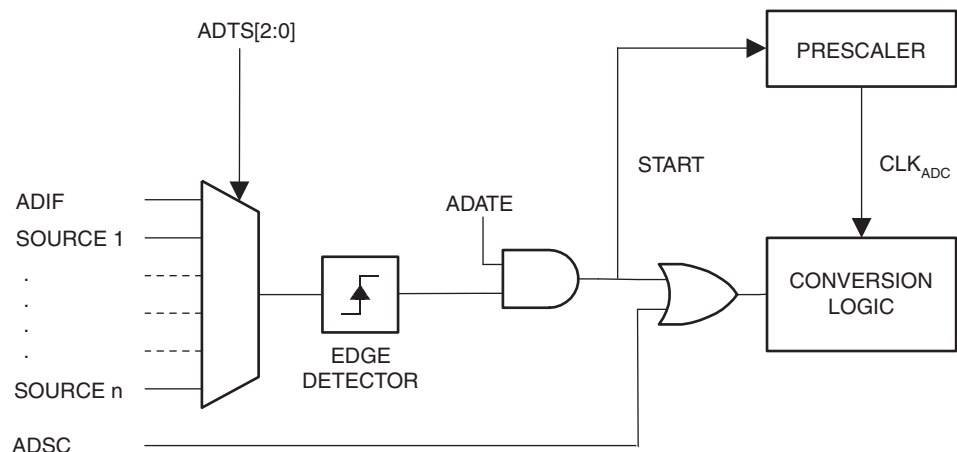 ADTS[2:0]
PRESCALER
START
CLKADC
ADIF
ADATE
SOURCE 1
.
.
.
.
CONVERSION
LOGIC
EDGE
DETECTOR
SOURCE n
ADSC